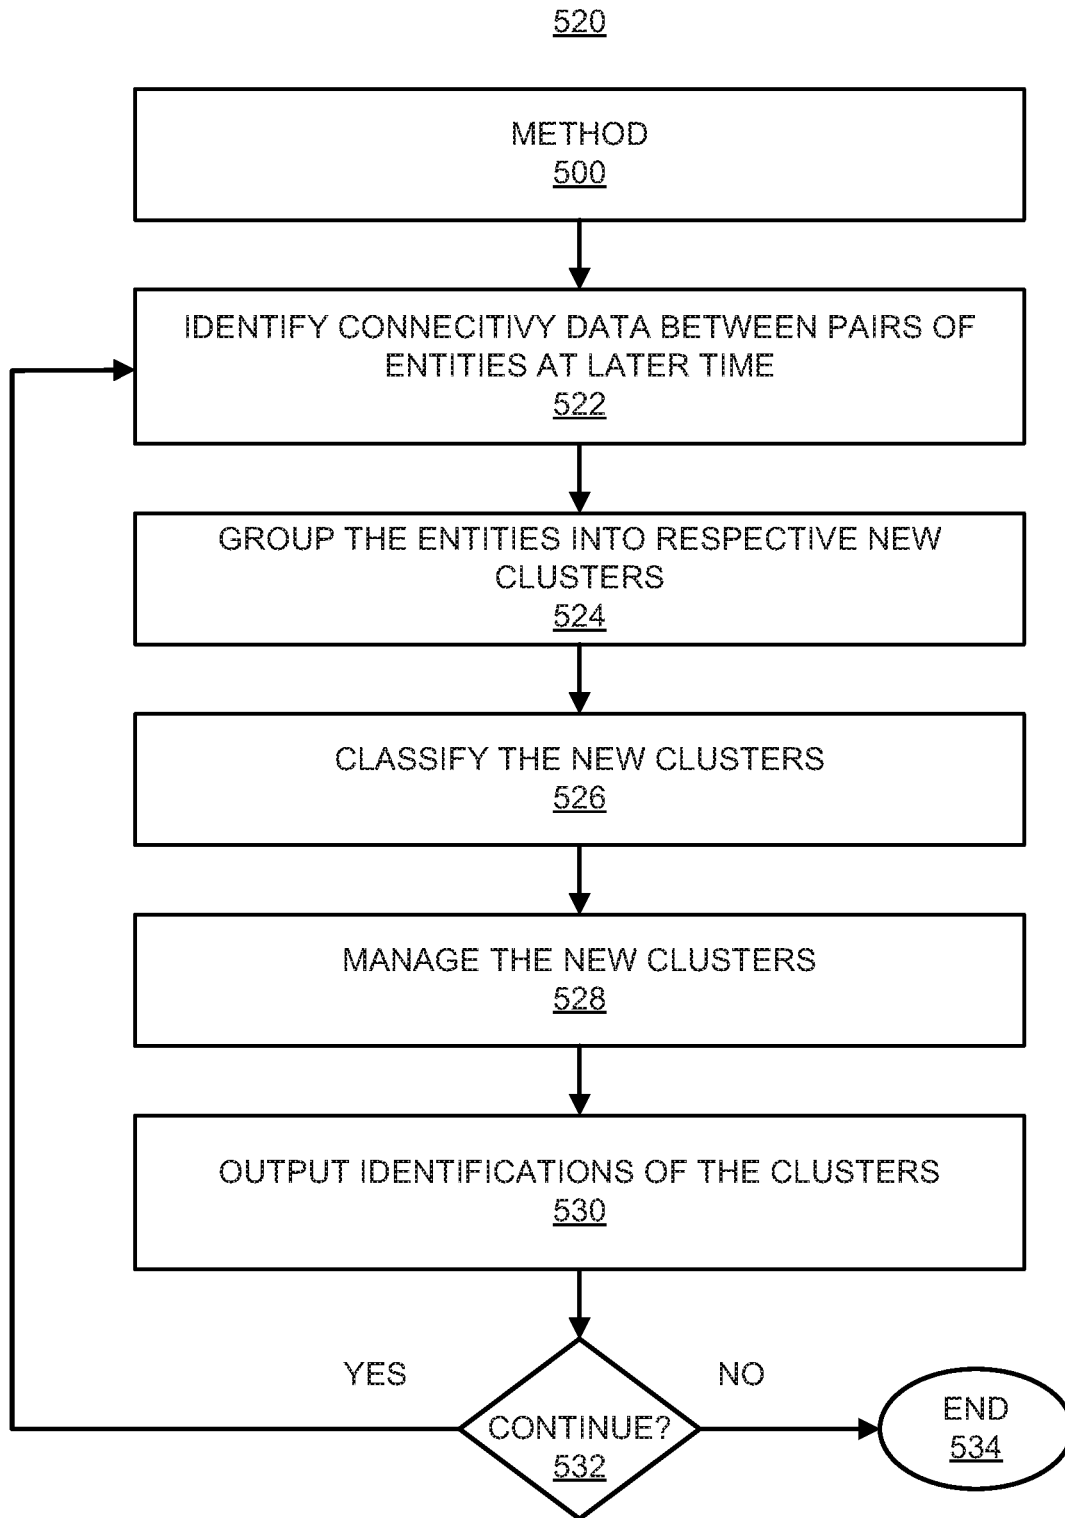 520
METHOD
500
IDENTIFY CONNECITIVY DATA BETWEEN PAIRS OF
ENTITIES AT LATER TIME
522
GROUP THE ENTITIES INTO RESPECTIVE NEW
CLUSTERS
524
CLASSIFY THE NEW CLUSTERS
526
MANAGE THE NEW CLUSTERS
528
OUTPUT IDENTIFICATIONS OF THE CLUSTERS
530
YES
NO
CONTINUE?
532
END
534